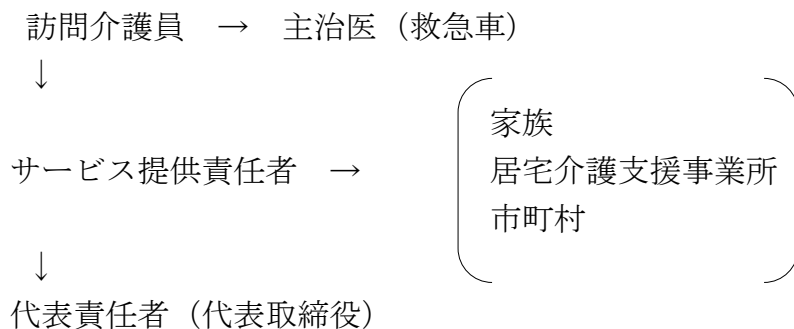 訪問介護員 → 主治医(救急車)
↓
家族
サービス提供責任者 → 居宅介護支援事業所
市町村
↓
代表責任者(代表取締役)